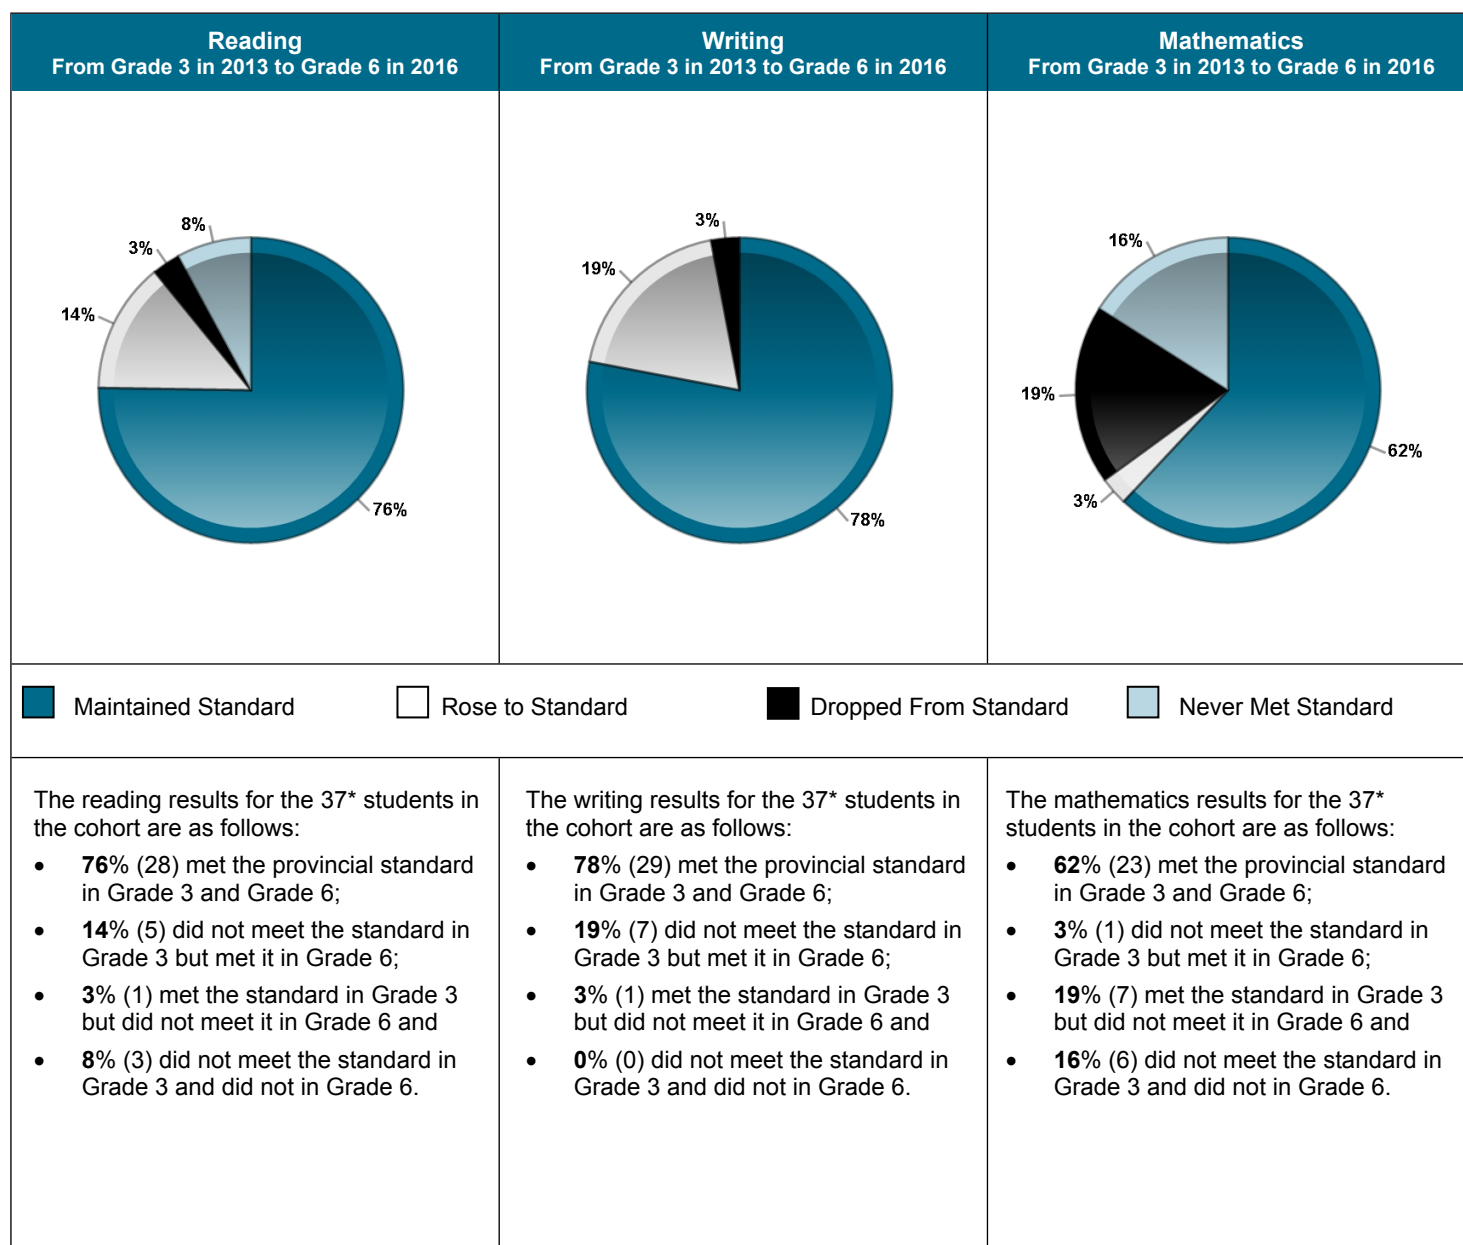 Reading
From Grade 3 in 2013 to Grade 6 in 2016
Writing
From Grade 3 in 2013 to Grade 6 in 2016
Mathematics
From Grade 3 in 2013 to Grade 6 in 2016
8%
3%
14%
76%
3%
19%
78%
16%
19%
3%
62%
Maintained Standard
Rose to Standard
Dropped From Standard
Never Met Standard
The reading results for the 37* students in
the cohort are as follows:
• 76% (28) met the provincial standard
in Grade 3 and Grade 6;
• 14% (5) did not meet the standard in
Grade 3 but met it in Grade 6;
• 3% (1) met the standard in Grade 3
but did not meet it in Grade 6 and
• 8% (3) did not meet the standard in
Grade 3 and did not in Grade 6.
The writing results for the 37* students in
the cohort are as follows:
• 78% (29) met the provincial standard
in Grade 3 and Grade 6;
• 19% (7) did not meet the standard in
Grade 3 but met it in Grade 6;
• 3% (1) met the standard in Grade 3
but did not meet it in Grade 6 and
• 0% (0) did not meet the standard in
Grade 3 and did not in Grade 6.
The mathematics results for the 37*
students in the cohort are as follows:
• 62% (23) met the provincial standard
in Grade 3 and Grade 6;
• 3% (1) did not meet the standard in
Grade 3 but met it in Grade 6;
• 19% (7) met the standard in Grade 3
but did not meet it in Grade 6 and
• 16% (6) did not meet the standard in
Grade 3 and did not in Grade 6.